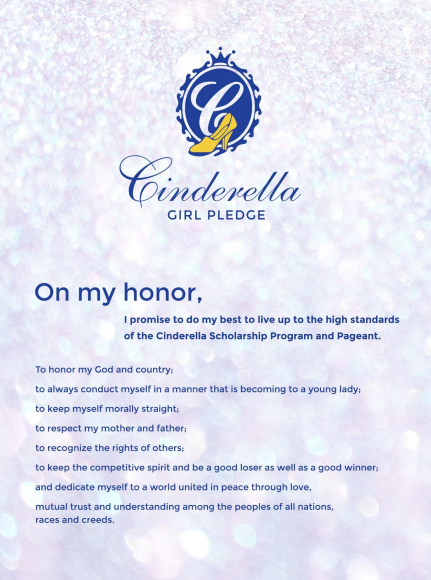 C
Cinderella
GIRL PLEDGE
On my honor,
I promise to do my best to live up to the high standards
of the Cinderella Scholarship Program and Pageant.
To honor my God and country;
to always conduct myself in a manner that is becoming to a young lady;
to keep myself morally straight;
to respect my mother and father;
to recognize the rights of others;
to keep the competitive spirit and be a good loser as well as a good winner;
and dedicate myself to a world united in peace through love,
mutual trust and understanding among the peoples of all nations,
races and creeds.